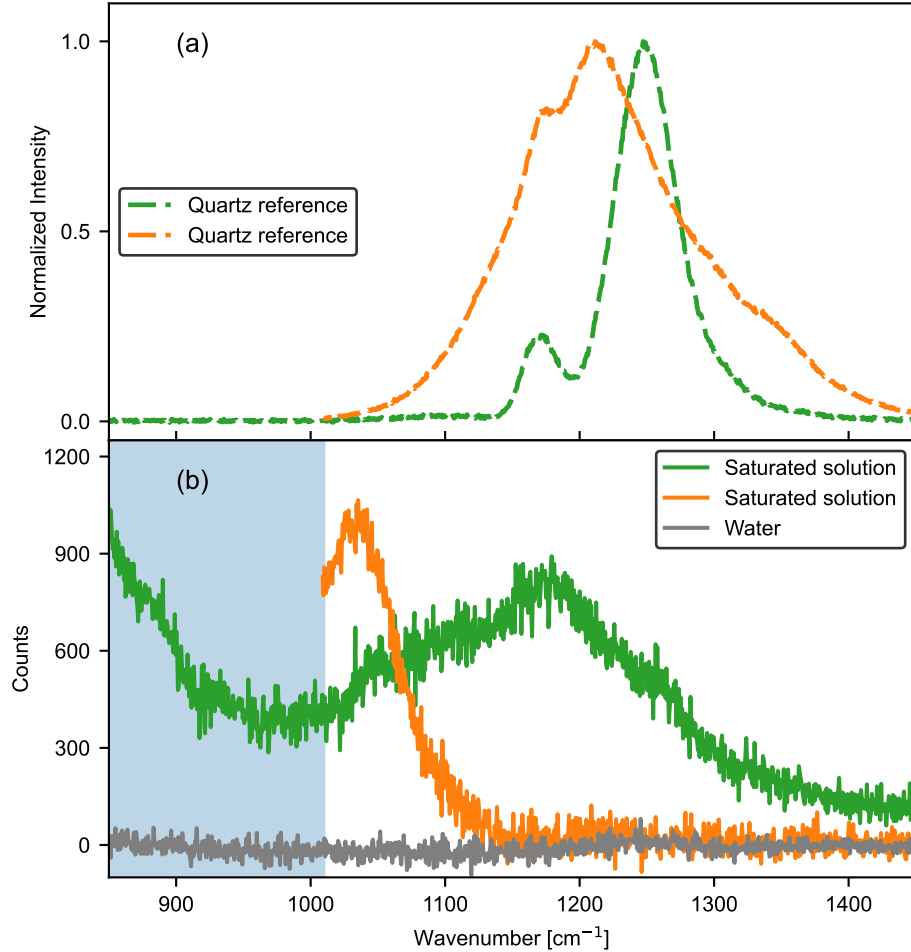 (a)
1.0
0.5
0.0
Normalized Intensity
Quartz reference
Quartz reference
(b)
1200
900
600
300
0
Counts
Saturated solution
Saturated solution
Water
900 1000 1100 1200 1300 1400
Wavenumber [cm⁻¹]